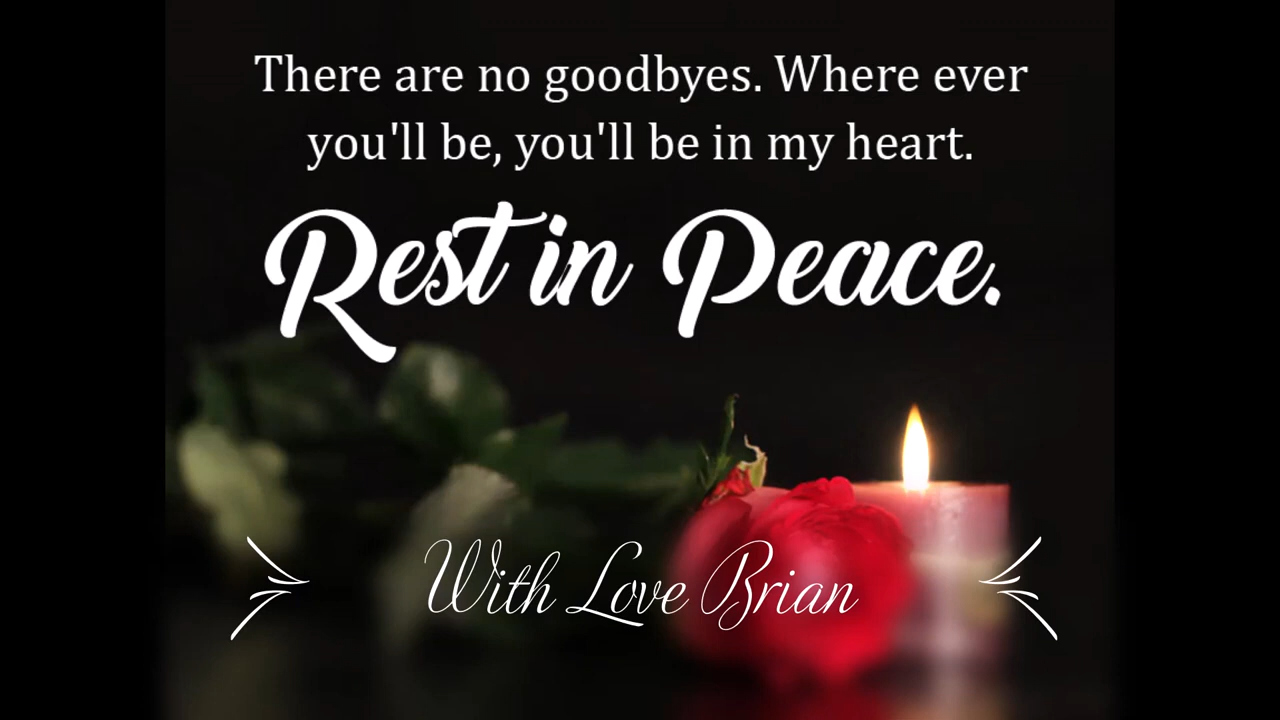 There are no goodbyes. Where ever
you'll be, you'll be in my heart.
Rest in Peace.
With Love Brian